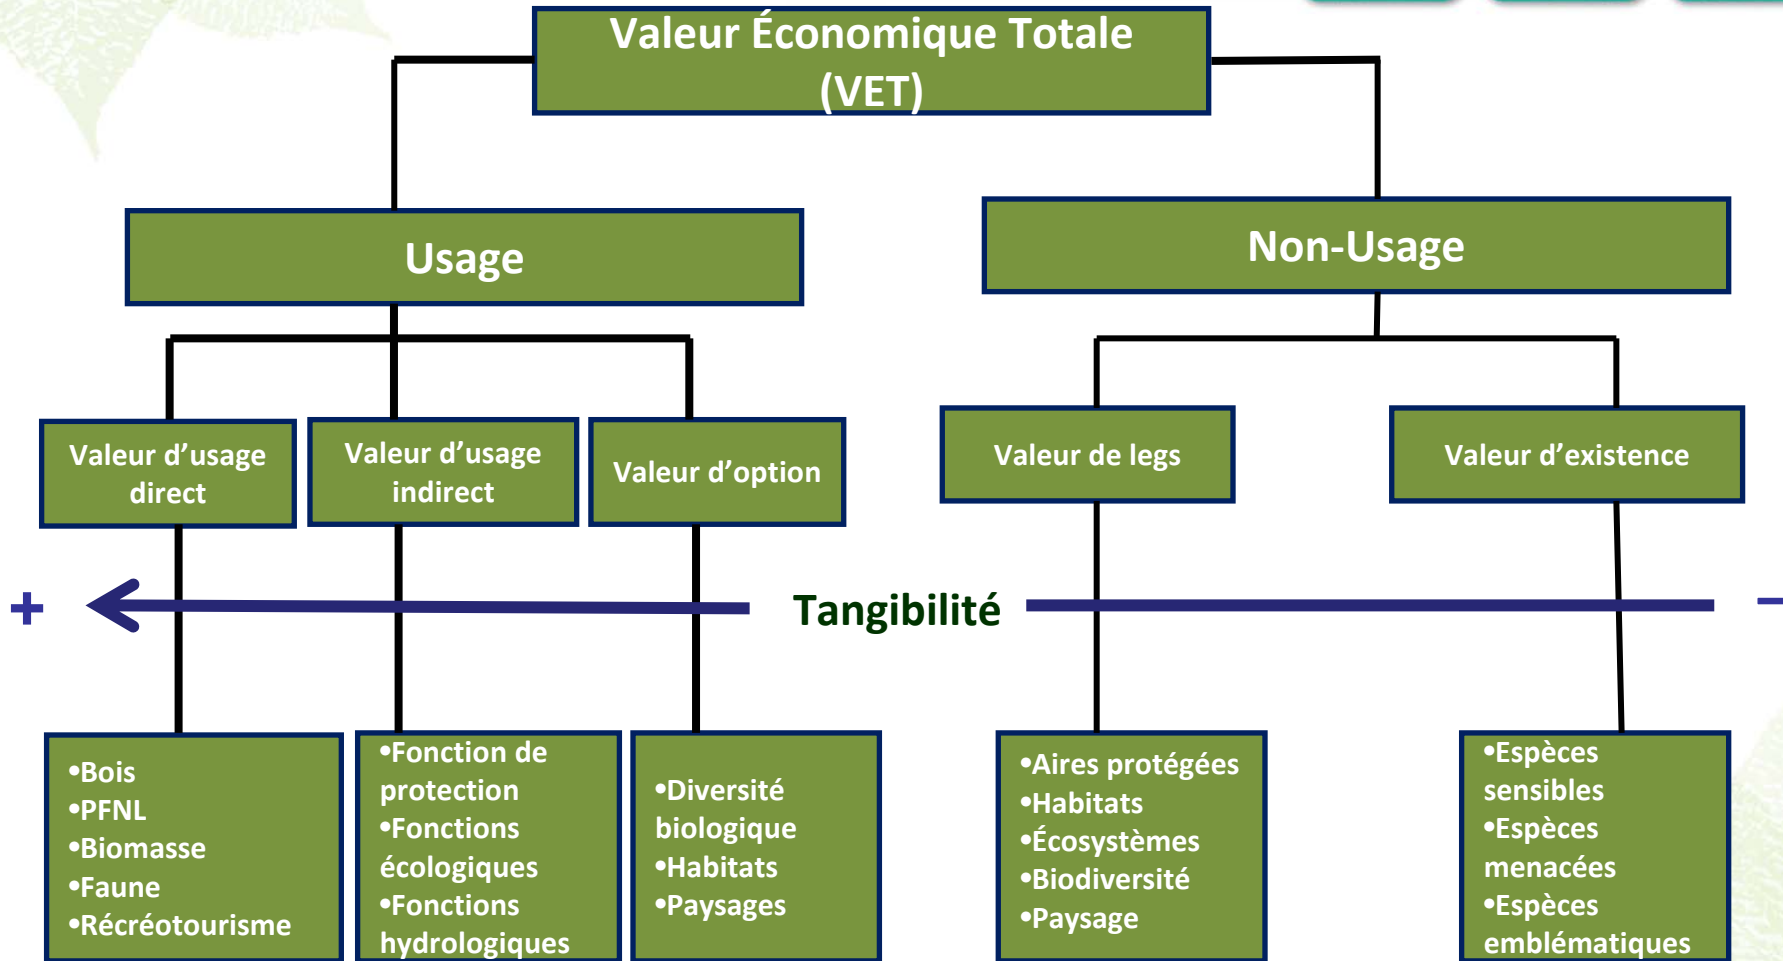 Valeur Économique Totale
(VET)
Usage
Non-Usage
Valeur d’usage
direct
Valeur d’usage
indirect
Valeur d’option
Valeur de legs
Valeur d’existence
+
Tangibilité
–
•Bois
•PFNL
•Biomasse
•Faune
•Récréotourisme
•Fonction de
protection
•Fonctions
écologiques
•Fonctions
hydrologiques
•Diversité
biologique
•Habitats
•Paysages
•Aires protégées
•Habitats
•Écosystèmes
•Biodiversité
•Paysage
•Espèces
sensibles
•Espèces
menacées
•Espèces
emblématiques